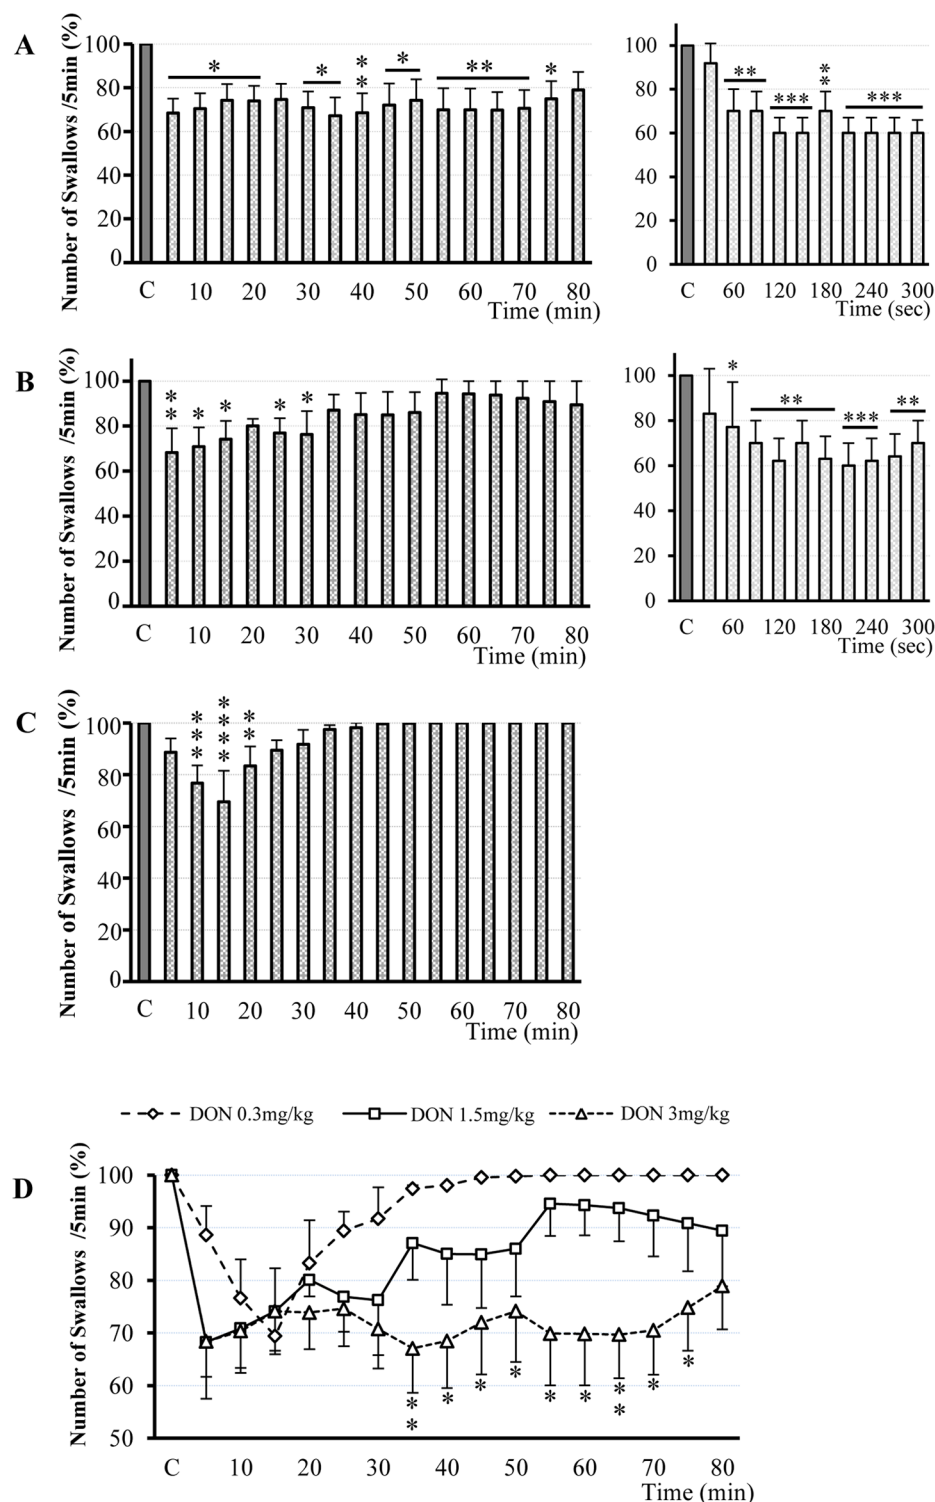 A
Number of Swallows /5min (%)
100
80
60
40
20
0
* * ** * ** *
C 10 20 30 40 50 60 70 80
Time (min)
100
80
60
40
20
0
** *** ** ***
C 60 120 180 240 300
Time (sec)
B
Number of Swallows /5min (%)
100
80
60
40
20
0
** * * * *
C 10 20 30 40 50 60 70 80
Time (min)
100
80
60
40
20
0
* ** *** **
C 60 120 180 240 300
Time (sec)
C
Number of Swallows /5min (%)
100
80
60
40
20
0
*** **** **
C 10 20 30 40 50 60 70 80
Time (min)
DON 0.3mg/kg DON 1.5mg/kg DON 3mg/kg
D
Number of Swallows /5min (%)
100
90
80
70
60
50
** * * * * * ** * *
C 10 20 30 40 50 60 70 80
Time (min)